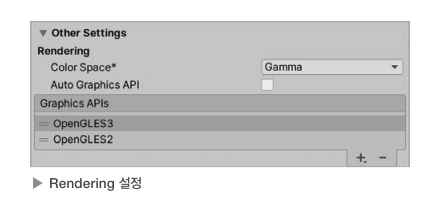 Other Settings
Rendering
Color Space* Gamma
Auto Graphics API
Graphics APIs
OpenGLES3
OpenGLES2
▶ Rendering 설정